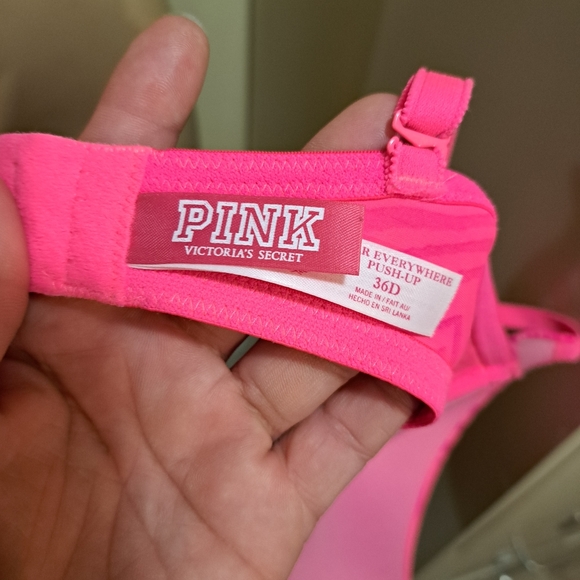 PINK
VICTORIA'S SECRET
R EVERYWHERE
PUSH-UP
36D
MADE IN / FAIT AU/
HECHO EN SRI LANKA